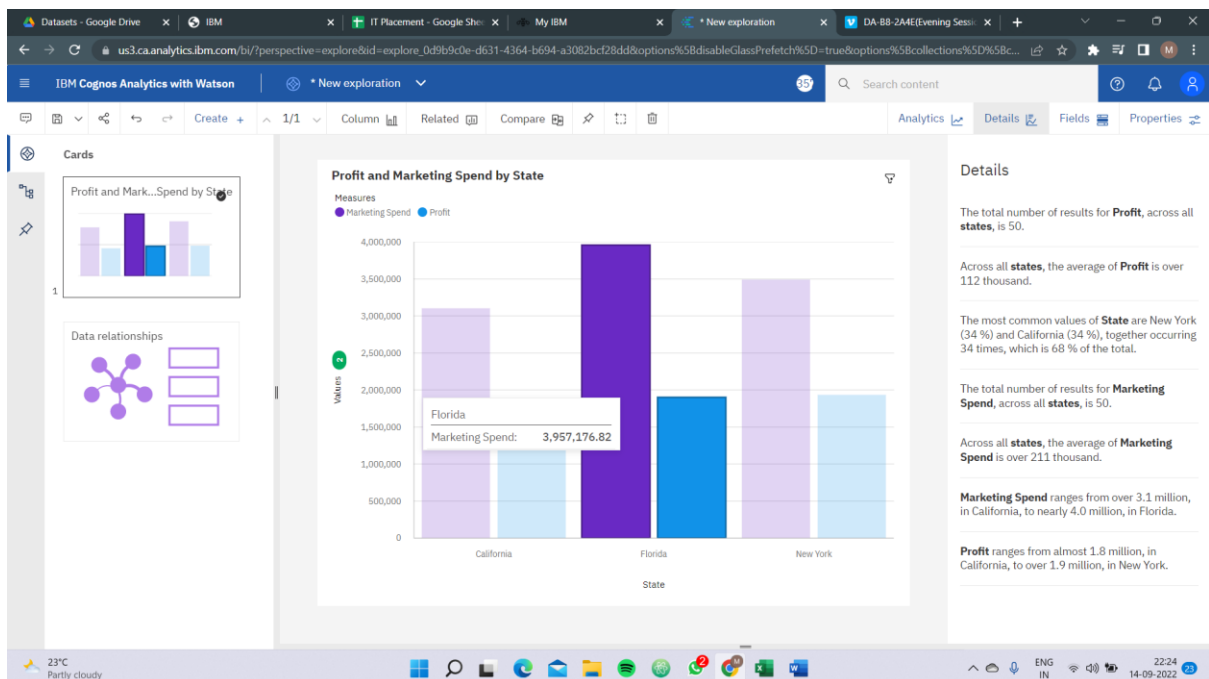 Datasets - Google Drive
IBM
IT Placement - Google She
My IBM
* New exploration
DA-B8-2A4E(Evening Sessic
us3.ca.analytics.ibm.com/bi/?perspective=explore&id=explore_0d9b9c0e-d631-4364-b694-a3082bcf28dd&options%5BdisableGlassPrefetch%5D=true&options%5Bcollections%5D%5Bc...
M
IBM Cognos Analytics with Watson
* New exploration
Search content
Create +
1/1
Column
Related
Compare
Analytics
Details
Fields
Properties
Cards
Profit and Mark...Spend by State
1
Data relationships
Profit and Marketing Spend by State
Measures
Marketing Spend
Profit
4,000,000
3,500,000
3,000,000
2,500,000
2,000,000
1,500,000
1,000,000
500,000
0
Values
Florida
Marketing Spend: 3,957,176.82
California
Florida
New York
State
Details
The total number of results for Profit, across all
states, is 50.
Across all states, the average of Profit is over
112 thousand.
The most common values of State are New York
(34 %) and California (34 %), together occurring
34 times, which is 68 % of the total.
The total number of results for Marketing
Spend, across all states, is 50.
Across all states, the average of Marketing
Spend is over 211 thousand.
Marketing Spend ranges from over 3.1 million,
in California, to nearly 4.0 million, in Florida.
Profit ranges from almost 1.8 million, in
California, to over 1.9 million, in New York.
23°C
Partly cloudy
2
ENG
IN
22:24
14-09-2022
23